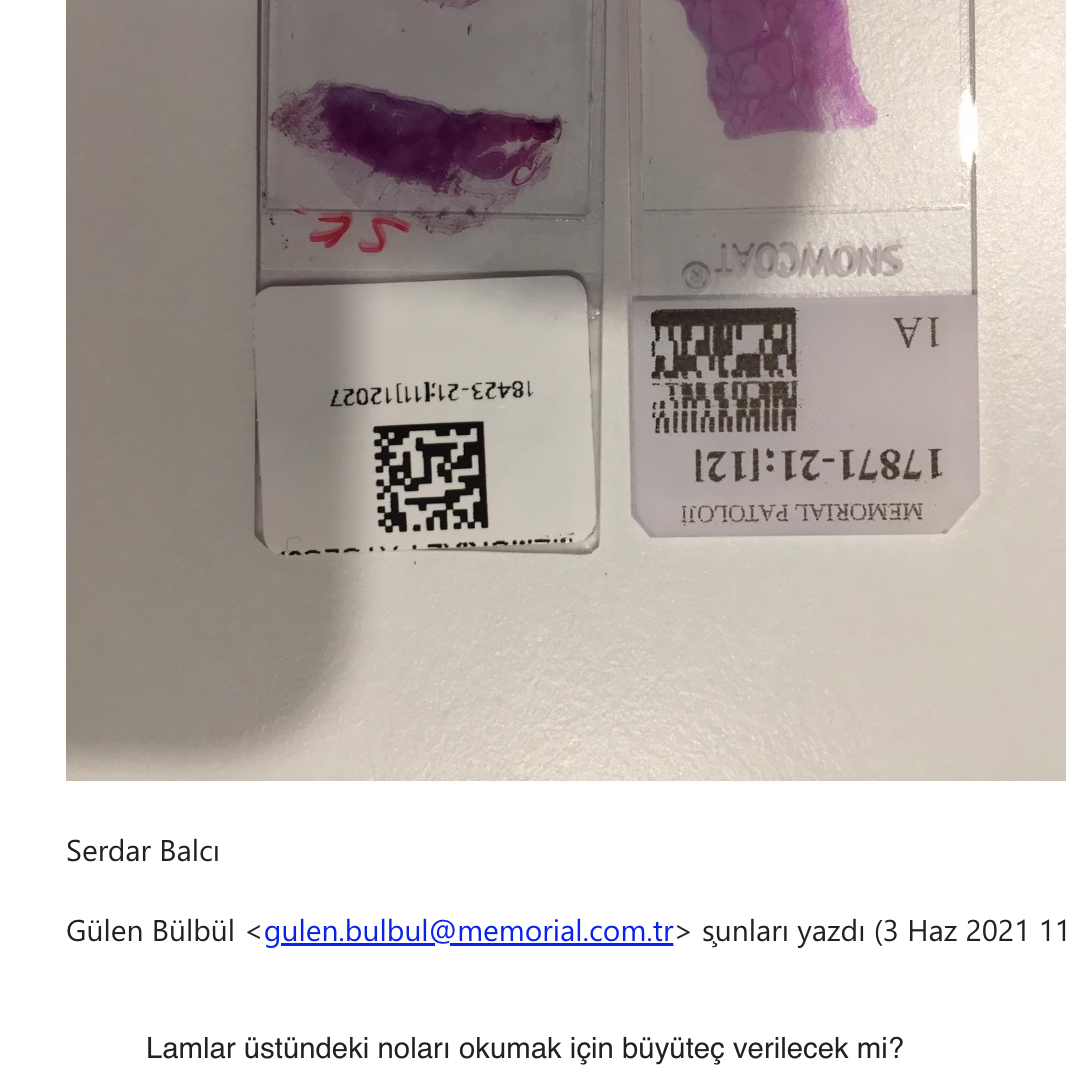 SE
SNOWCOAT®
18423-21;[11]12027
1A
17871-21;[12]
MEMORIAL PATOLOJİ
Serdar Balcı
Gülen Bülbül <gulen.bulbul@memorial.com.tr> şunları yazdı (3 Haz 2021 11
Lamlar üstündeki noları okumak için büyüteç verilecek mi?